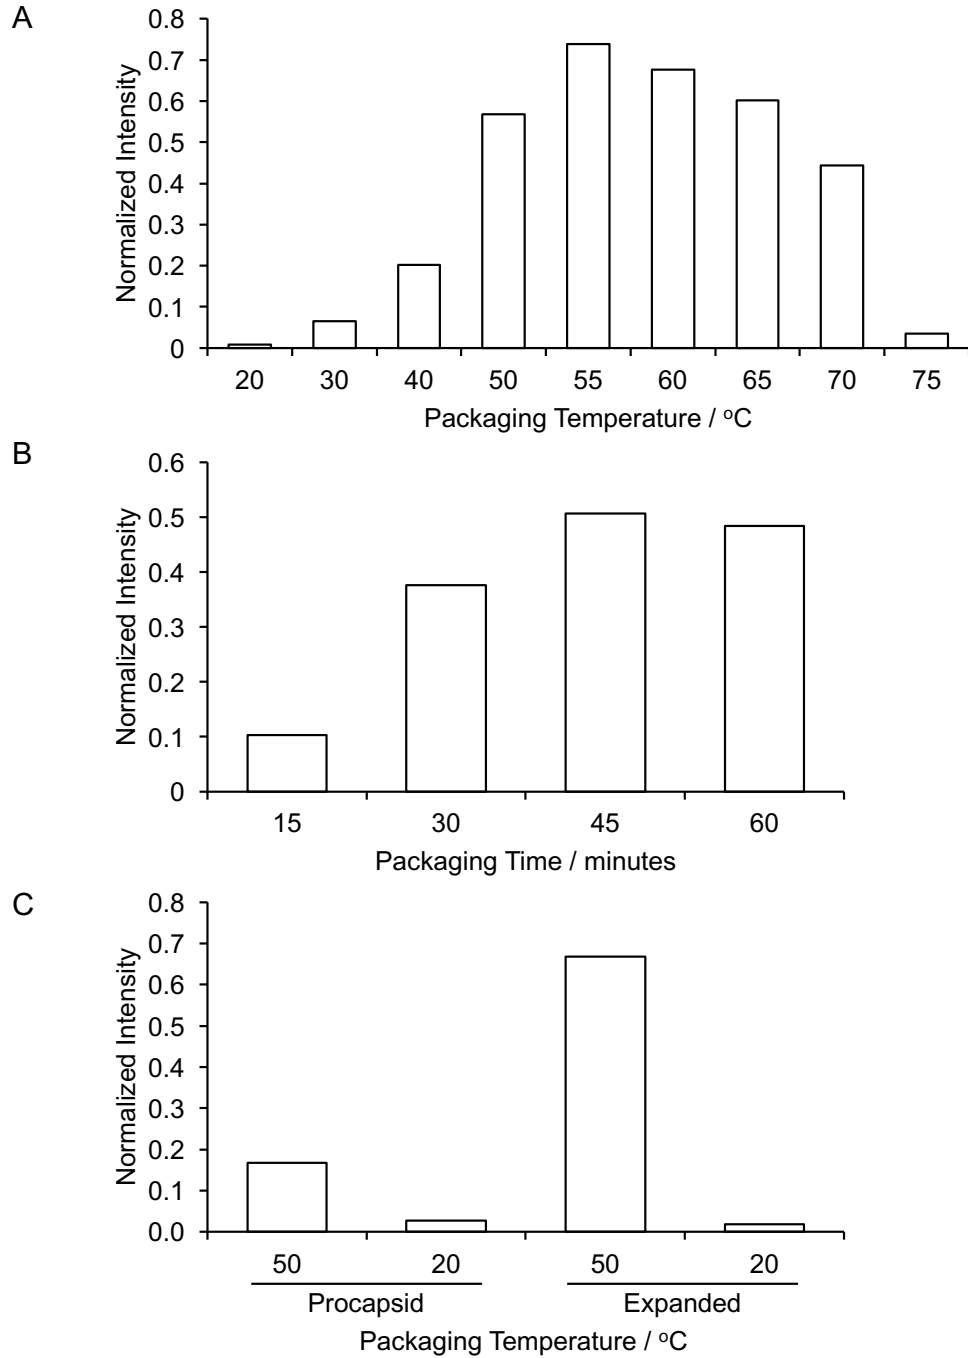 A
Normalized Intensity
0.8
0.7
0.6
0.5
0.4
0.3
0.2
0.1
0
20 30 40 50 55 60 65 70 75
Packaging Temperature / ºC
B
Normalized Intensity
0.6
0.5
0.4
0.3
0.2
0.1
0
15 30 45 60
Packaging Time / minutes
C
Normalized Intensity
0.8
0.7
0.6
0.5
0.4
0.3
0.2
0.1
0.0
50 20 50 20
Procapsid Expanded
Packaging Temperature / ºC